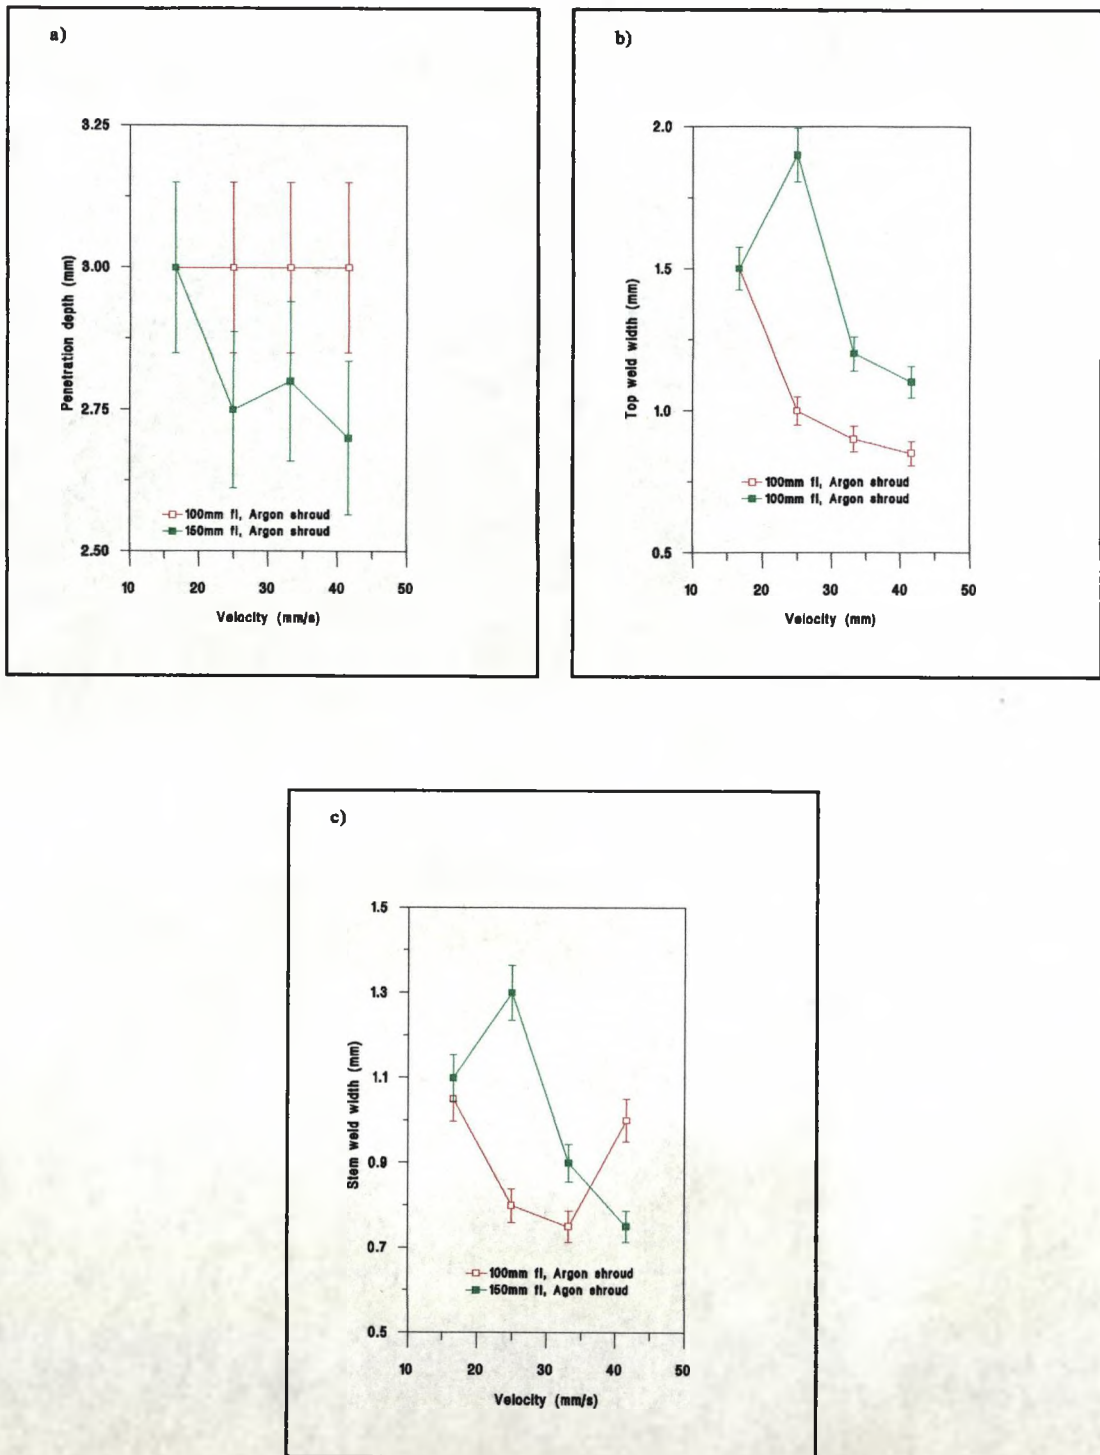 a)
3.25
3.00
2.75
2.50
Penetration depth (mm)
100mm fl, Argon shroud
150mm fl, Argon shroud
10 20 30 40 50
Velocity (mm/s)
b)
2.0
1.5
1.0
0.5
Top weld width (mm)
100mm fl, Argon shroud
100mm fl, Argon shroud
10 20 30 40 50
Velocity (mm)
c)
1.5
1.3
1.1
0.9
0.7
0.5
Stem weld width (mm)
100mm fl, Argon shroud
150mm fl, Agon shroud
10 20 30 40 50
Velocity (mm/s)